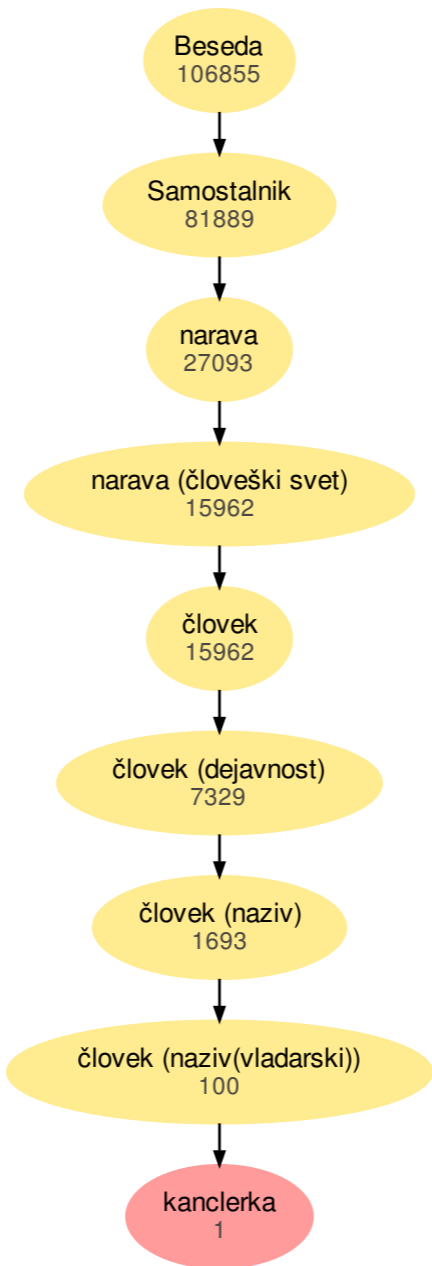 Beseda
106855
Samostalnik
81889
narava
27093
narava (človeški svet)
15962
človek
15962
človek (dejavnost)
7329
človek (naziv)
1693
človek (naziv(vladarski))
100
kanclerka
1